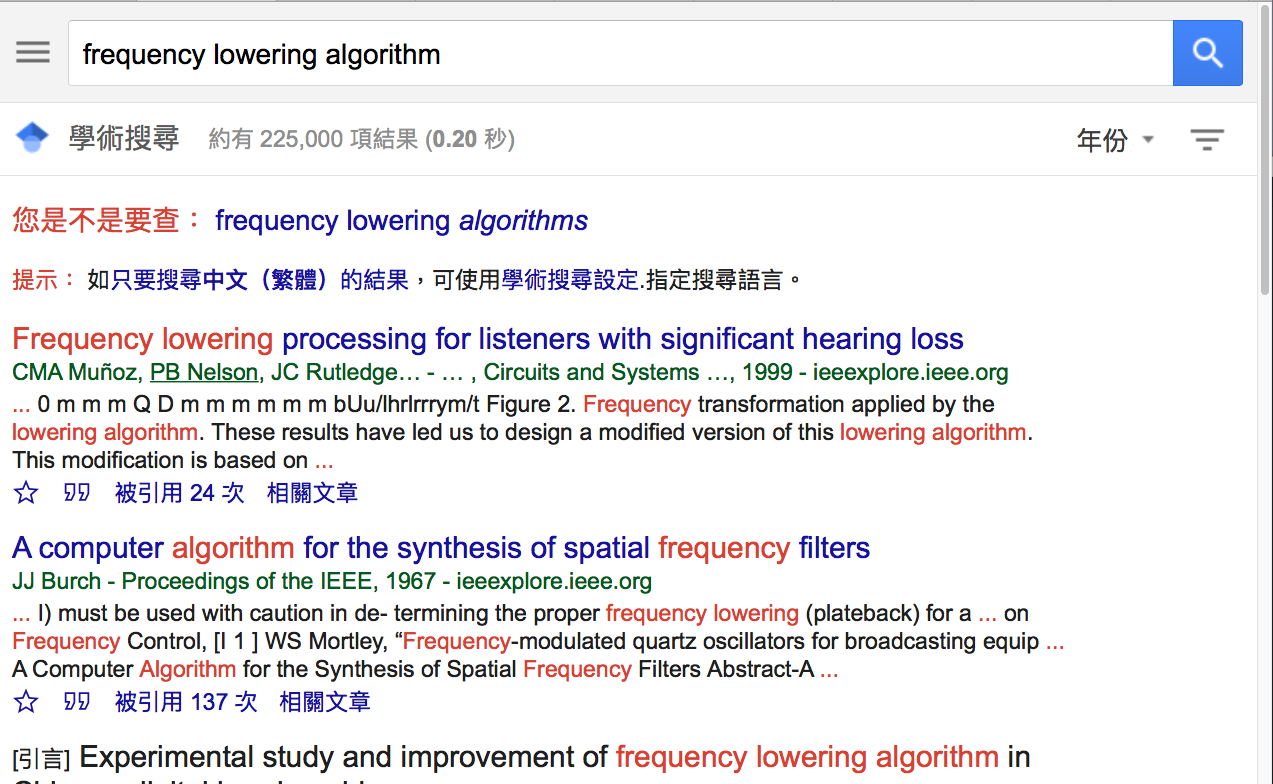 frequency lowering algorithm
學術搜尋 約有 225,000 項結果 (0.20 秒) 年份
您是不是要查： frequency lowering algorithms
提示： 如只要搜尋中文（繁體）的結果，可使用學術搜尋設定.指定搜尋語言。
Frequency lowering processing for listeners with significant hearing loss
CMA Muñoz, PB Nelson, JC Rutledge… - … , Circuits and Systems …, 1999 - ieeexplore.ieee.org
... 0 m m m Q D m m m m m m bUu/lhrlrrrym/t Figure 2. Frequency transformation applied by the
lowering algorithm. These results have led us to design a modified version of this lowering algorithm.
This modification is based on ...
被引用 24 次 相關文章
A computer algorithm for the synthesis of spatial frequency filters
JJ Burch - Proceedings of the IEEE, 1967 - ieeexplore.ieee.org
... I) must be used with caution in de- termining the proper frequency lowering (plateback) for a ... on
Frequency Control, [I 1 ] WS Mortley, “Frequency-modulated quartz oscillators for broadcasting equip ...
A Computer Algorithm for the Synthesis of Spatial Frequency Filters Abstract-A ...
被引用 137 次 相關文章
[引言] Experimental study and improvement of frequency lowering algorithm in